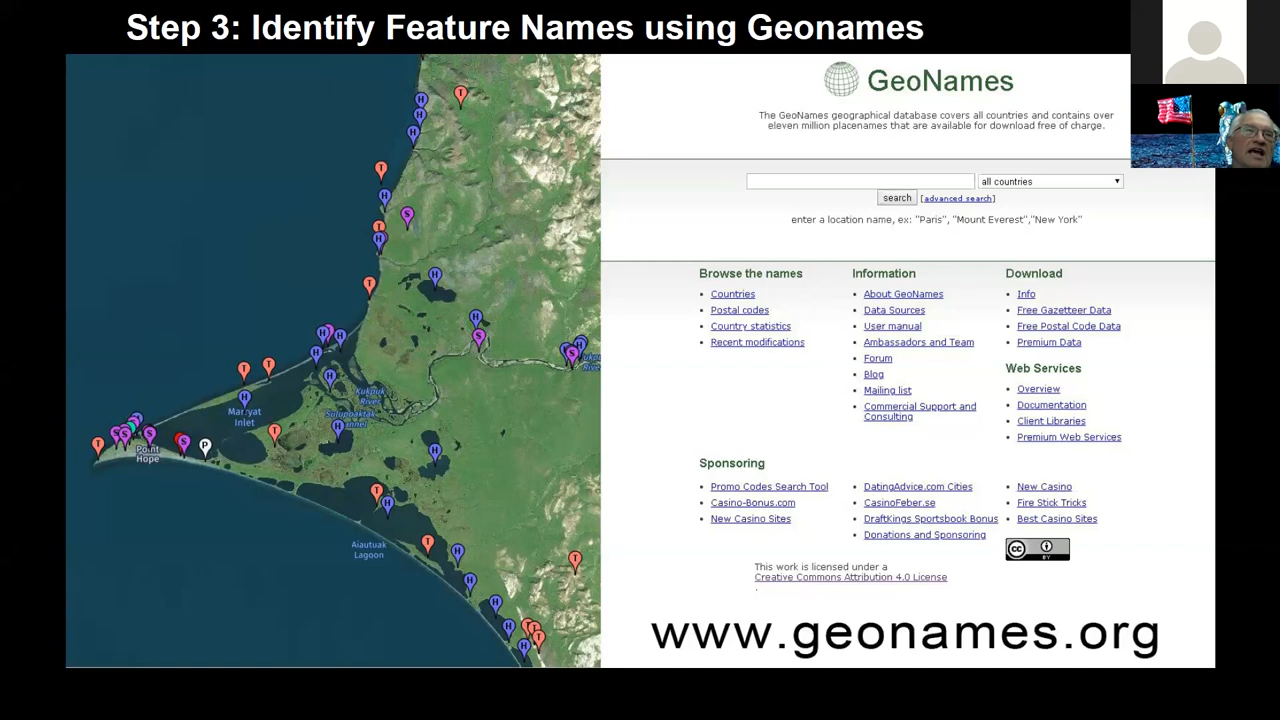 Step 3: Identify Feature Names using Geonames
GeoNames
The GeoNames geographical database covers all countries and contains over
eleven million placenames that are available for download free of charge.
all countries
search [advanced search]
enter a location name, ex: "Paris", "Mount Everest","New York"
Browse the names
Countries
Postal codes
Country statistics
Recent modifications
Information
About GeoNames
Data Sources
User manual
Ambassadors and Team
Forum
Blog
Mailing list
Commercial Support and
Consulting
Download
Info
Free Gazetteer Data
Free Postal Code Data
Premium Data
Web Services
Overview
Documentation
Client Libraries
Premium Web Services
Sponsoring
Promo Codes Search Tool
Casino-Bonus.com
New Casino Sites
DatingAdvice.com Cities
CasinoFeber.se
DraftKings Sportsbook Bonus
Donations and Sponsoring
New Casino
Fire Stick Tricks
Best Casino Sites
CC BY
This work is licensed under a
Creative Commons Attribution 4.0 License
.
www.geonames.org
Kukpuk
River
Marryat
Inlet
Point
Hope
Aiautuak
Lagoon